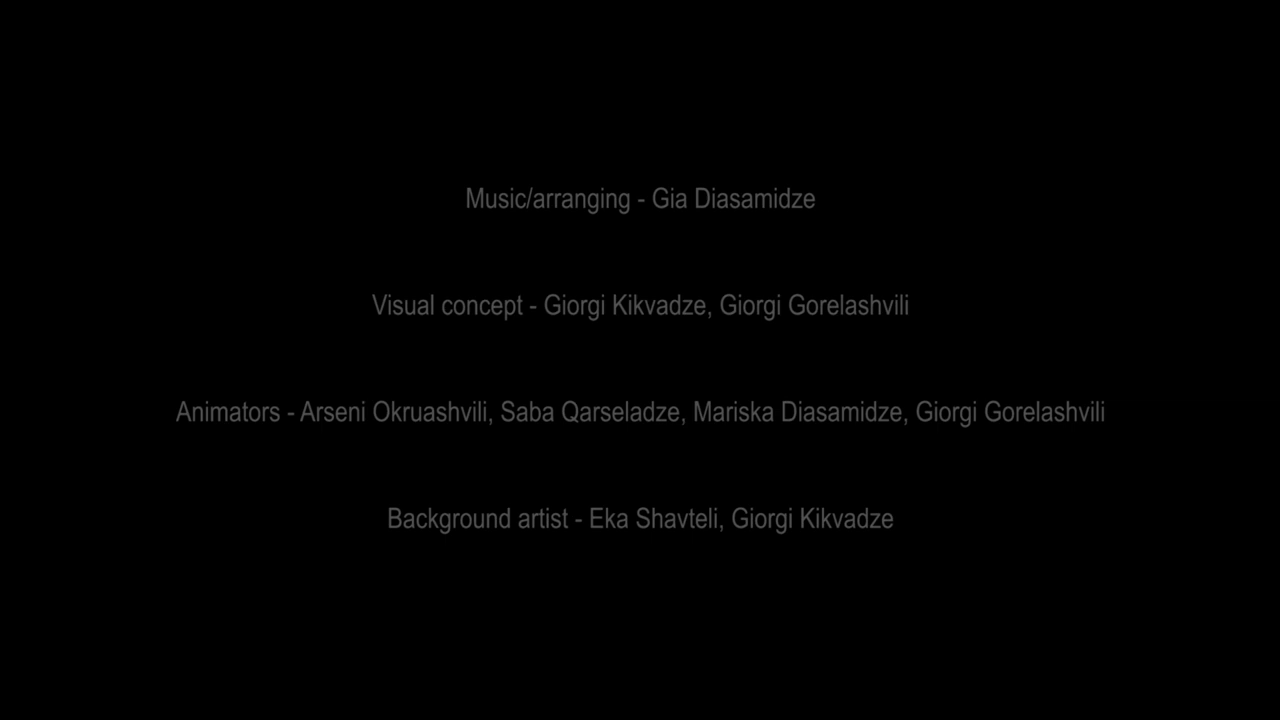 Music/arranging - Gia Diasamidze
Visual concept - Giorgi Kikvadze, Giorgi Gorelashvili
Animators - Arseni Okruashvili, Saba Qarseladze, Mariska Diasamidze, Giorgi Gorelashvili
Background artist - Eka Shavteli, Giorgi Kikvadze